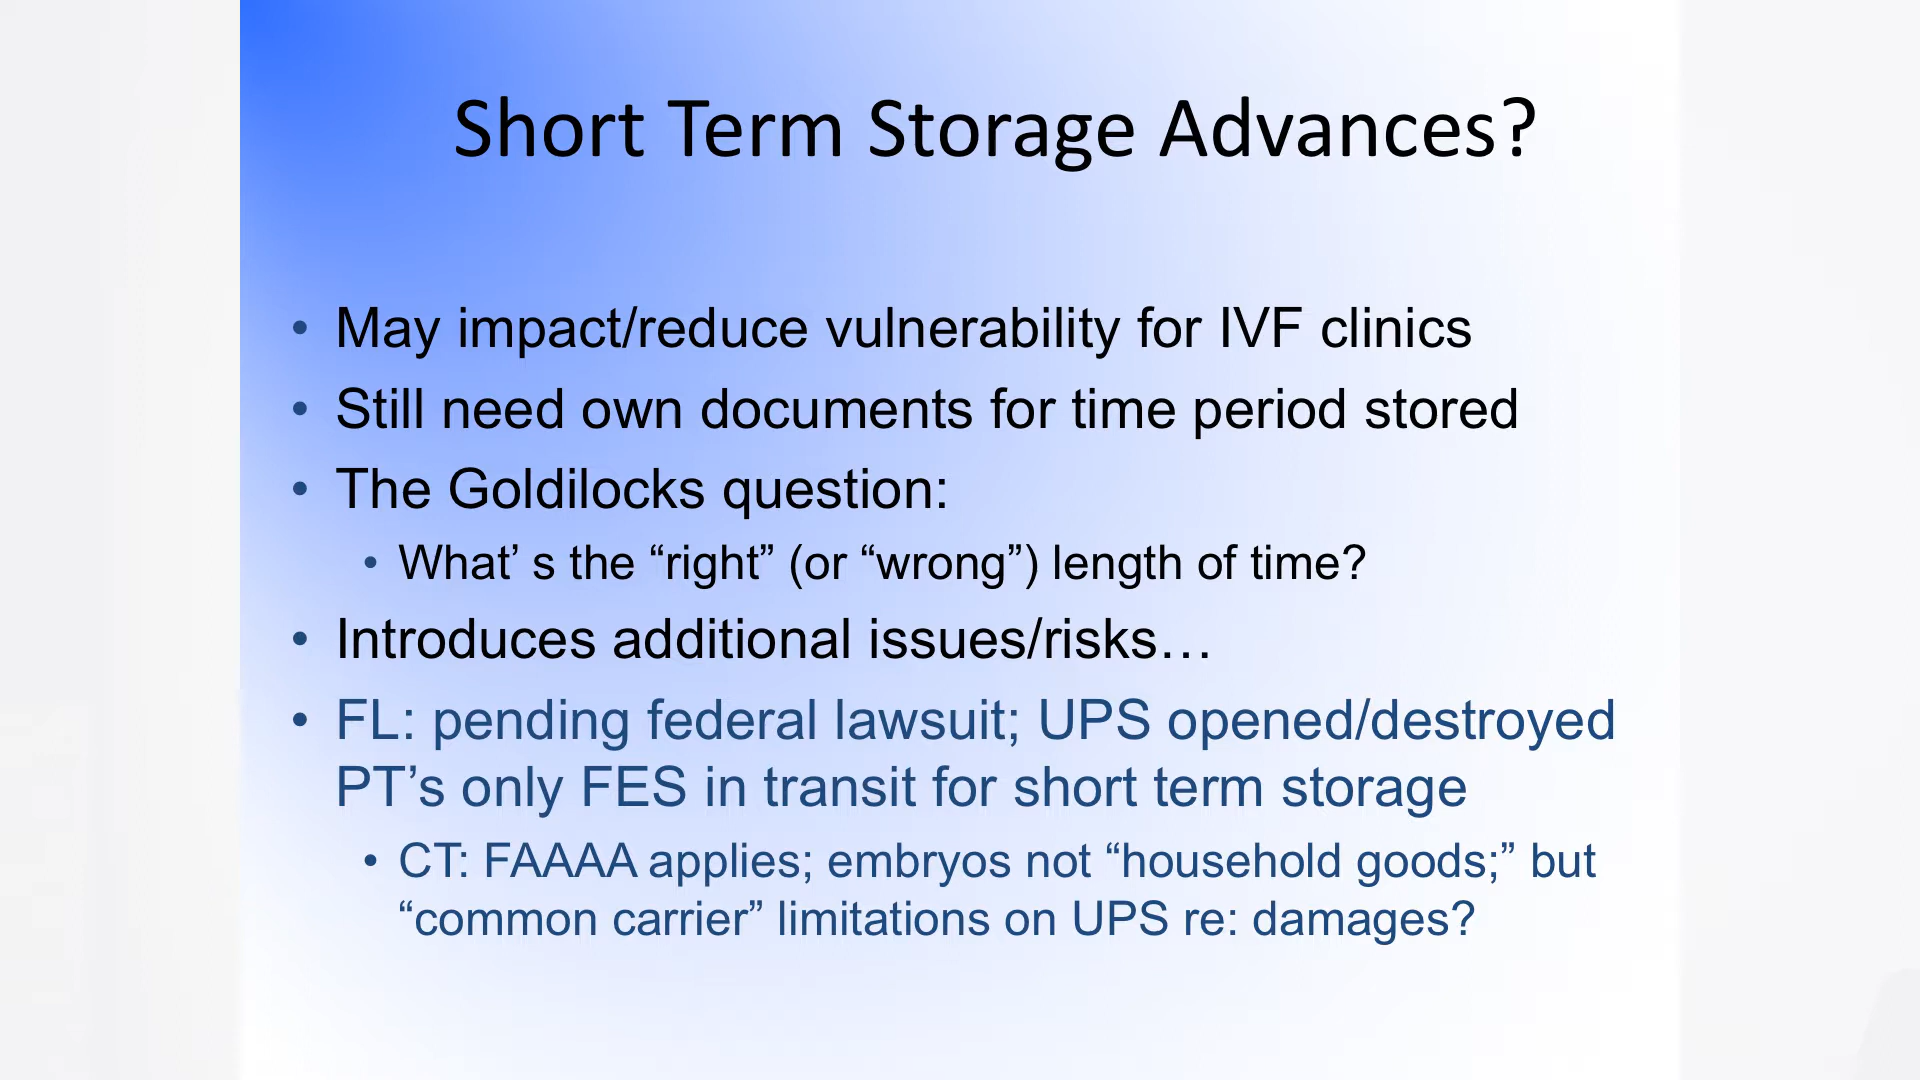 Short Term Storage Advances?
• May impact/reduce vulnerability for IVF clinics
• Still need own documents for time period stored
• The Goldilocks question:
• What’ s the “right” (or “wrong”) length of time?
• Introduces additional issues/risks…
• FL: pending federal lawsuit; UPS opened/destroyed
PT’s only FES in transit for short term storage
• CT: FAAAA applies; embryos not “household goods;” but
“common carrier” limitations on UPS re: damages?